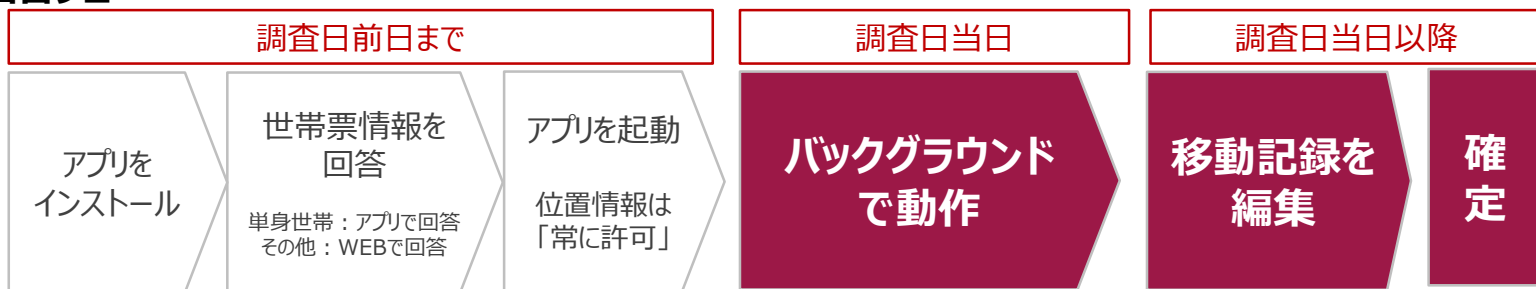 調査日前日まで
調査日当日
調査日当日以降
アプリを
インストール
世帯票情報を
回答
単身世帯：アプリで回答
その他：WEBで回答
アプリを起動
位置情報は
「常に許可」
バックグラウンド
で動作
移動記録を
編集
確
定